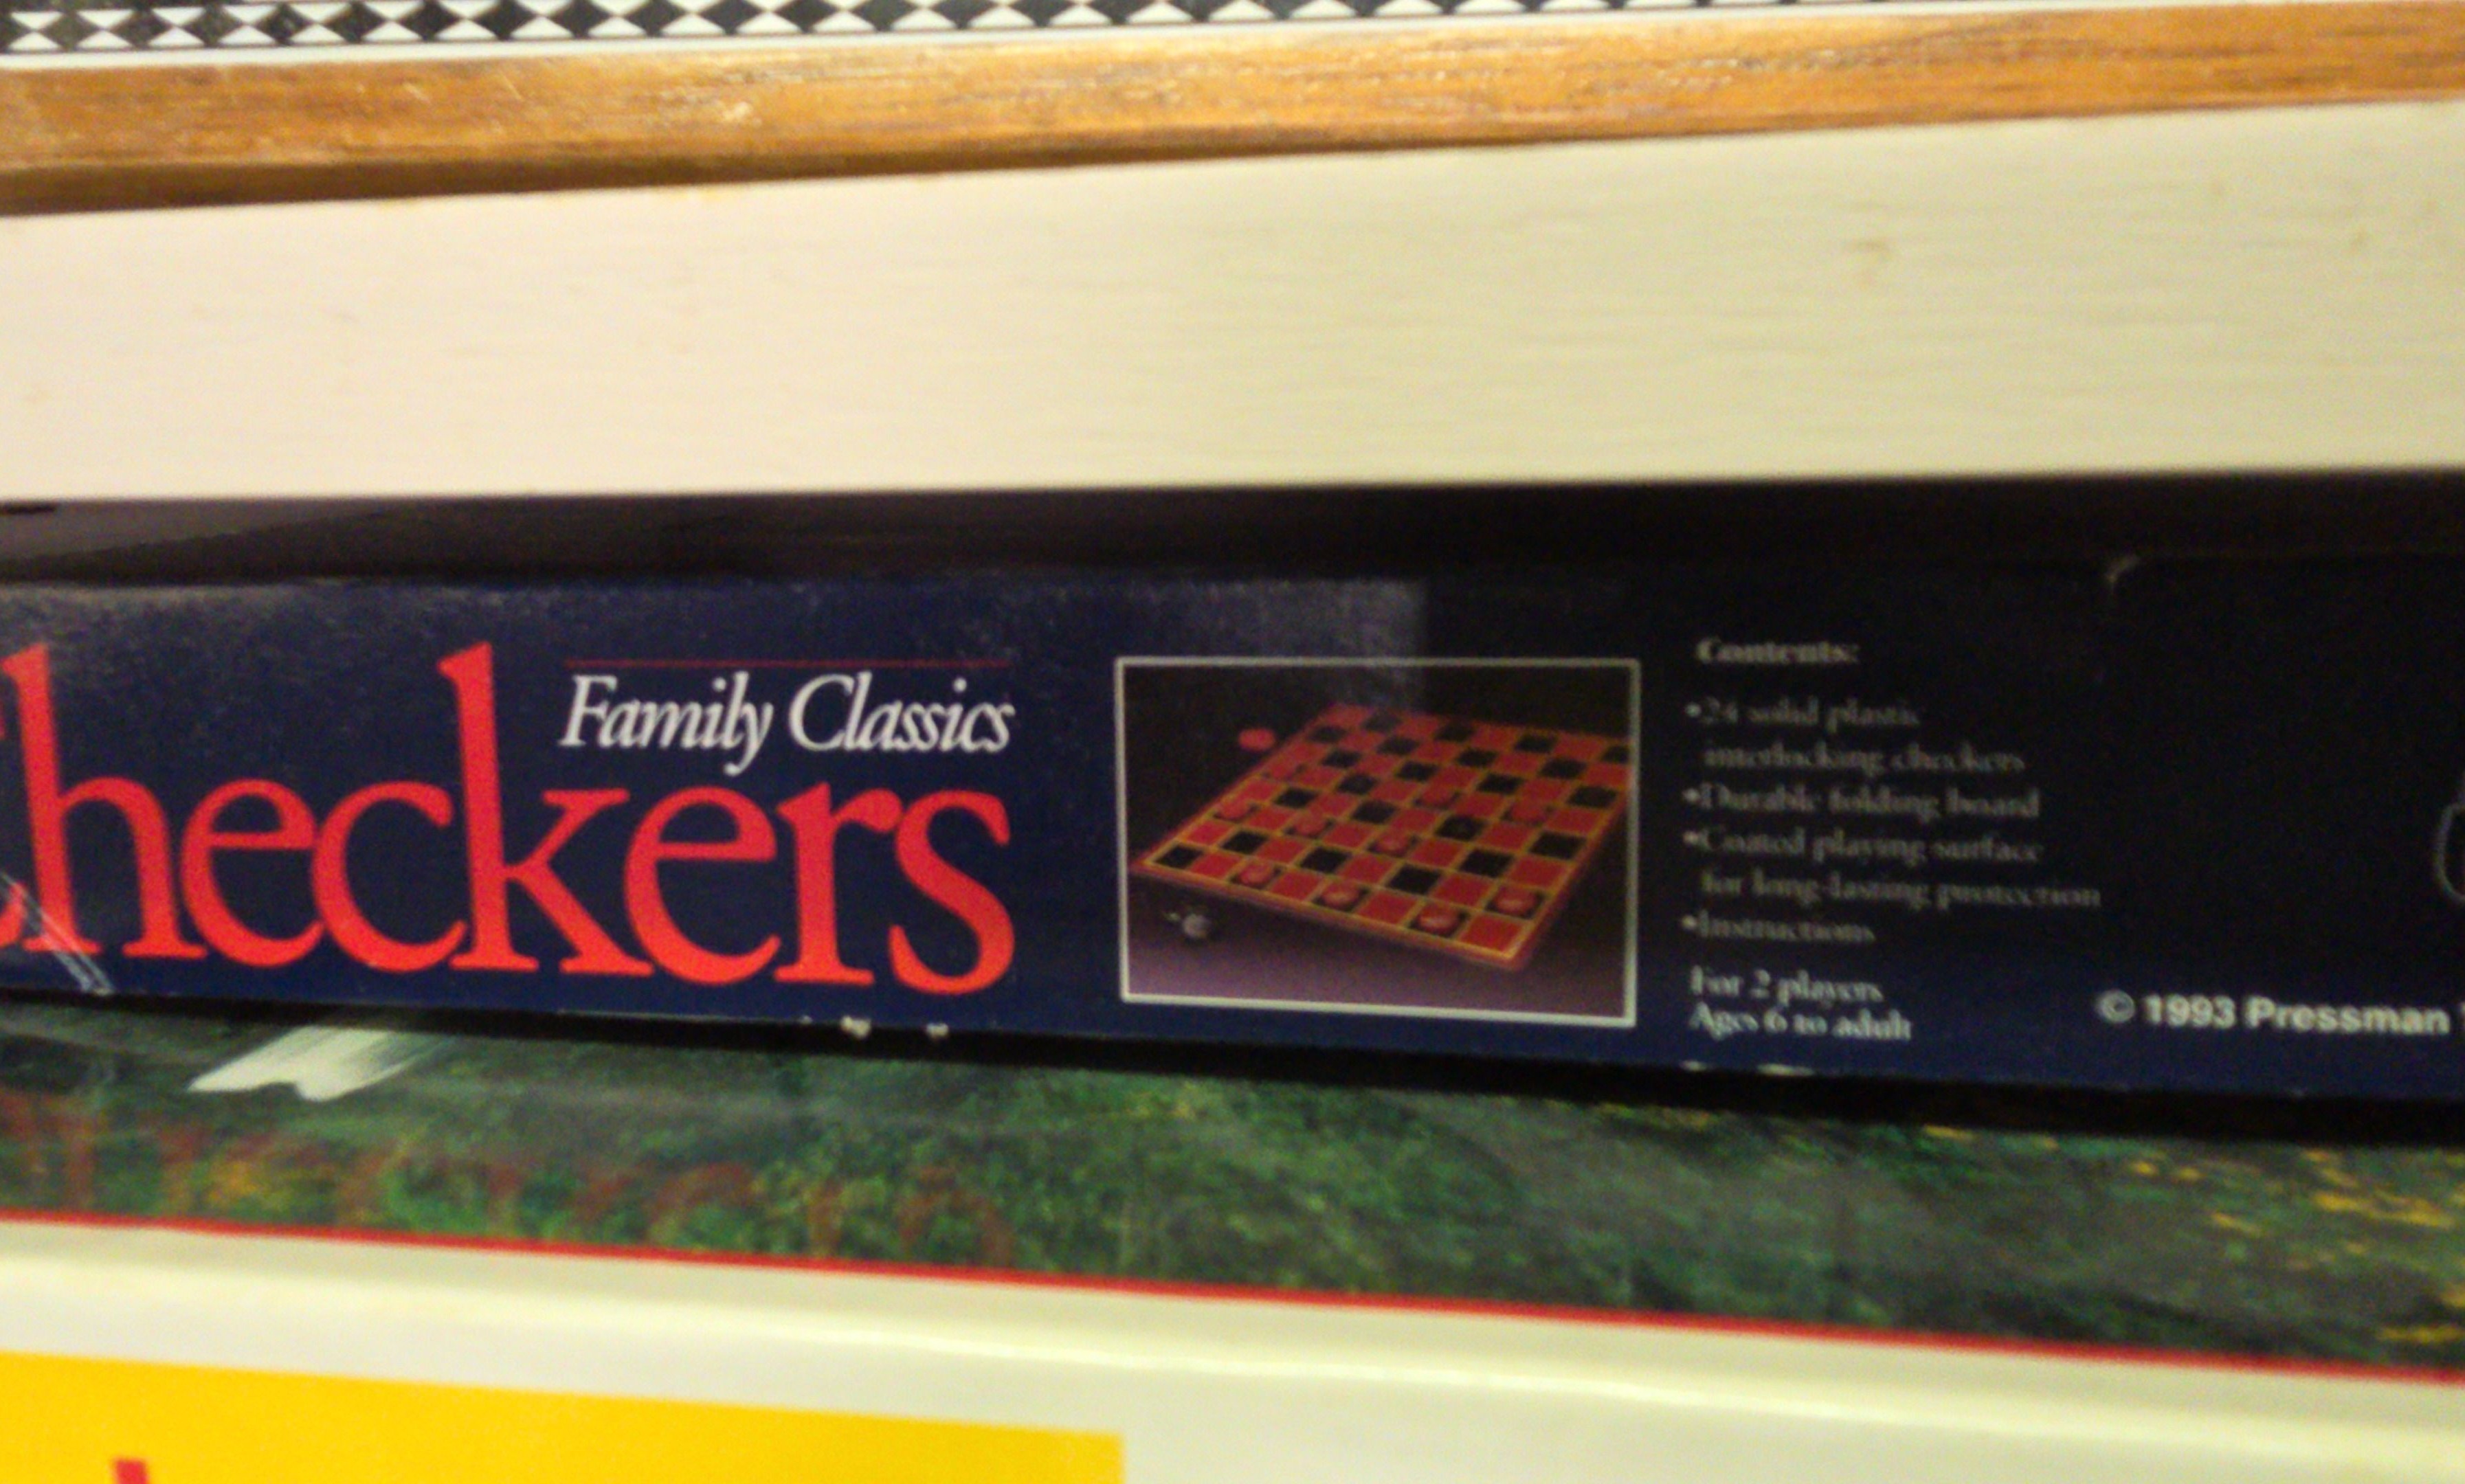 Family Classics
Checkers
Contents:
•24 solid plastic
interlocking checkers
•Durable folding board
•Coated playing surface
for long-lasting protection
•Instructions
For 2 players
Ages 6 to adult
© 1993 Pressman